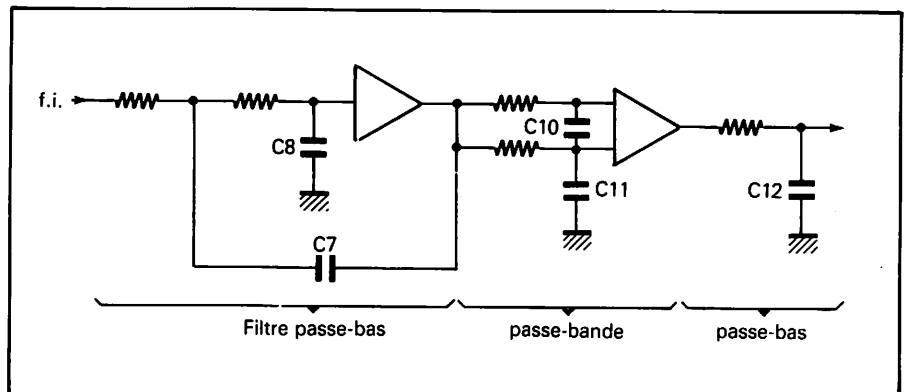 f.i.
C8
C10
C11
C12
C7
Filtre passe-bas
passe-bande
passe-bas